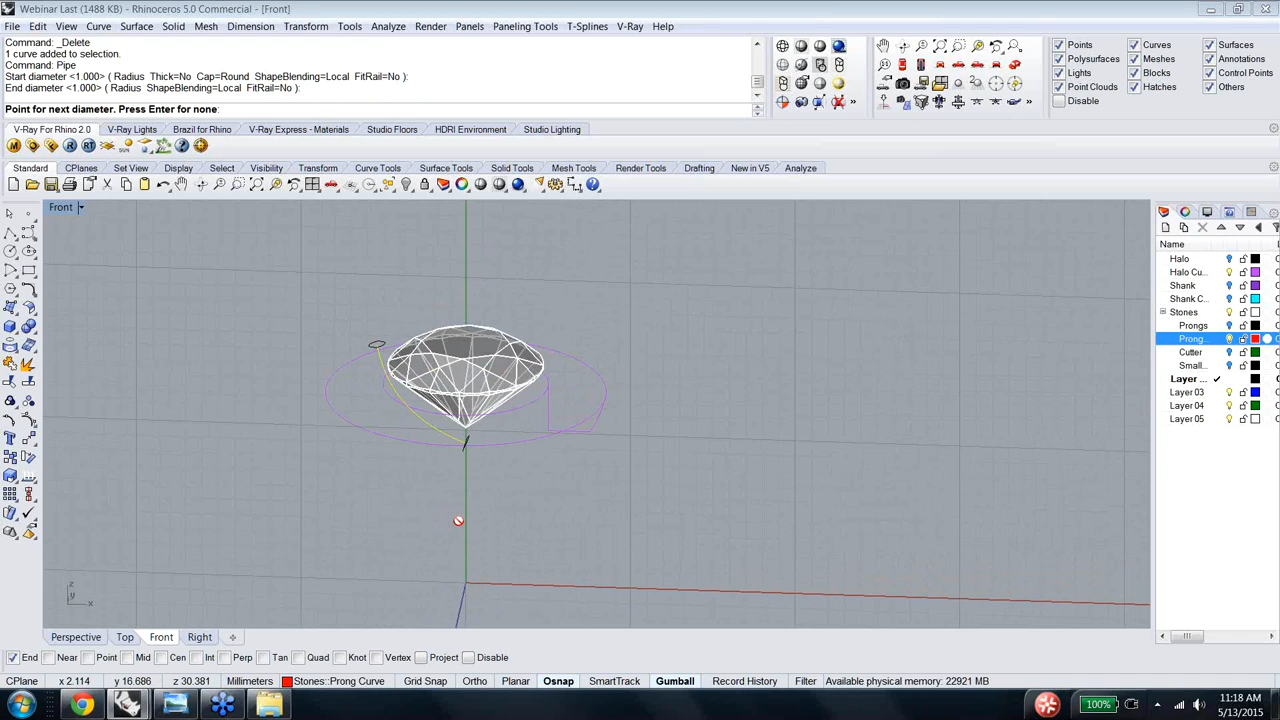 Webinar Last (1488 KB) - Rhinoceros 5.0 Commercial - [Front]
File Edit View Curve Surface Solid Mesh Dimension Transform Tools Analyze Render Panels Paneling Tools T-Splines V-Ray Help
Command: _Delete
1 curve added to selection.
Command: Pipe
Start diameter <1.000> ( Radius Thick=No Cap=Round ShapeBlending=Local FitRail=No ):
End diameter <1.000> ( Radius ShapeBlending=Local FitRail=No ):
Point for next diameter. Press Enter for none:
Points Curves Surfaces
Polysurfaces Meshes Annotations
Lights Blocks Control Points
Point Clouds Hatches Others
Disable
V-Ray For Rhino 2.0 V-Ray Lights Brazil for Rhino V-Ray Express - Materials Studio Floors HDRI Environment Studio Lighting
Standard CPlanes Set View Display Select Visibility Transform Curve Tools Surface Tools Solid Tools Mesh Tools Render Tools Drafting New in V5 Analyze
Front
Name
Halo
Halo Cu...
Shank
Shank C...
Stones
Prongs
Prong...
Cutter
Small...
Layer ...
Layer 03
Layer 04
Layer 05
z
y
x
Perspective Top Front Right
End Near Point Mid Cen Int Perp Tan Quad Knot Vertex Project Disable
CPlane x 2.114 y 16.686 z 30.381 Millimeters Stones::Prong Curve Grid Snap Ortho Planar Osnap SmartTrack Gumball Record History Filter Available physical memory: 22921 MB
100%
11:18 AM
5/13/2015